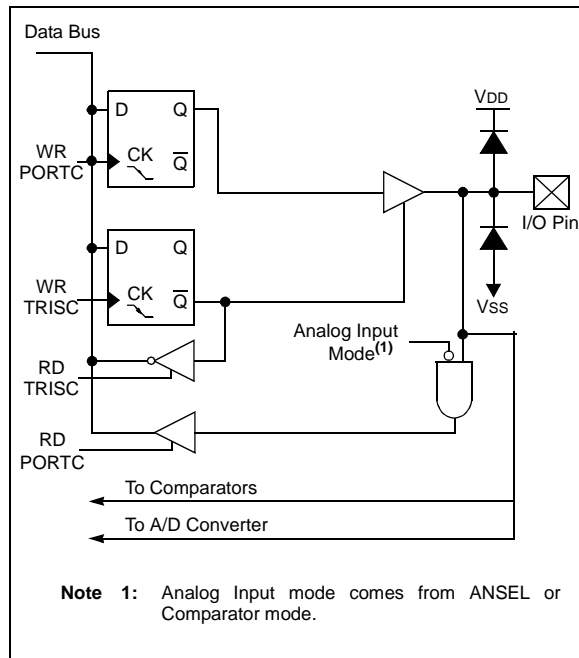 Data Bus
D Q
VDD
WR
PORTC
CK Q
I/O Pin
D Q
WR
TRISC
CK Q
VSS
Analog Input
Mode(1)
RD
TRISC
RD
PORTC
To Comparators
To A/D Converter
Note 1: Analog Input mode comes from ANSEL or
Comparator mode.